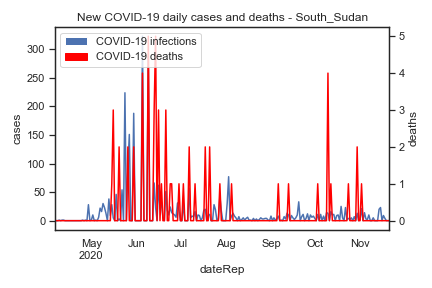 New COVID-19 daily cases and deaths - South_Sudan
COVID-19 infections
COVID-19 deaths
cases
300
250
200
150
100
50
0
deaths
5
4
3
2
1
0
May
2020
Jun
Jul
Aug
Sep
Oct
Nov
dateRep